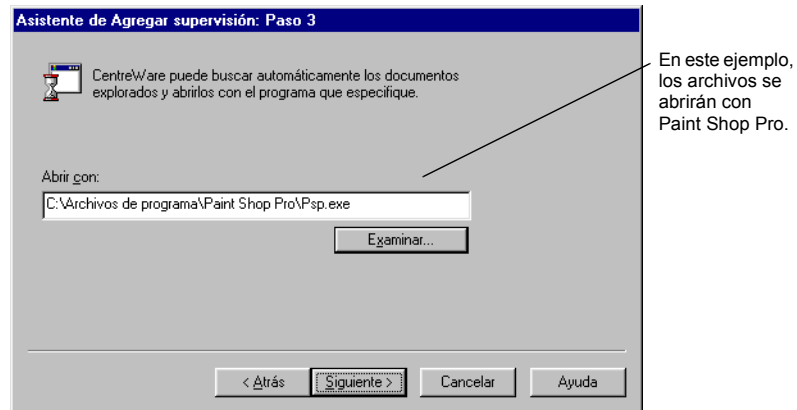 Asistente de Agregar supervisión: Paso 3
CentreWare puede buscar automáticamente los documentos
explorados y abrirlos con el programa que especifique.
Abrir con:
C:\Archivos de programa\Paint Shop Pro\Psp.exe
Examinar...
< Atrás
Siguiente >
Cancelar
Ayuda
En este ejemplo,
los archivos se
abrirán con
Paint Shop Pro.